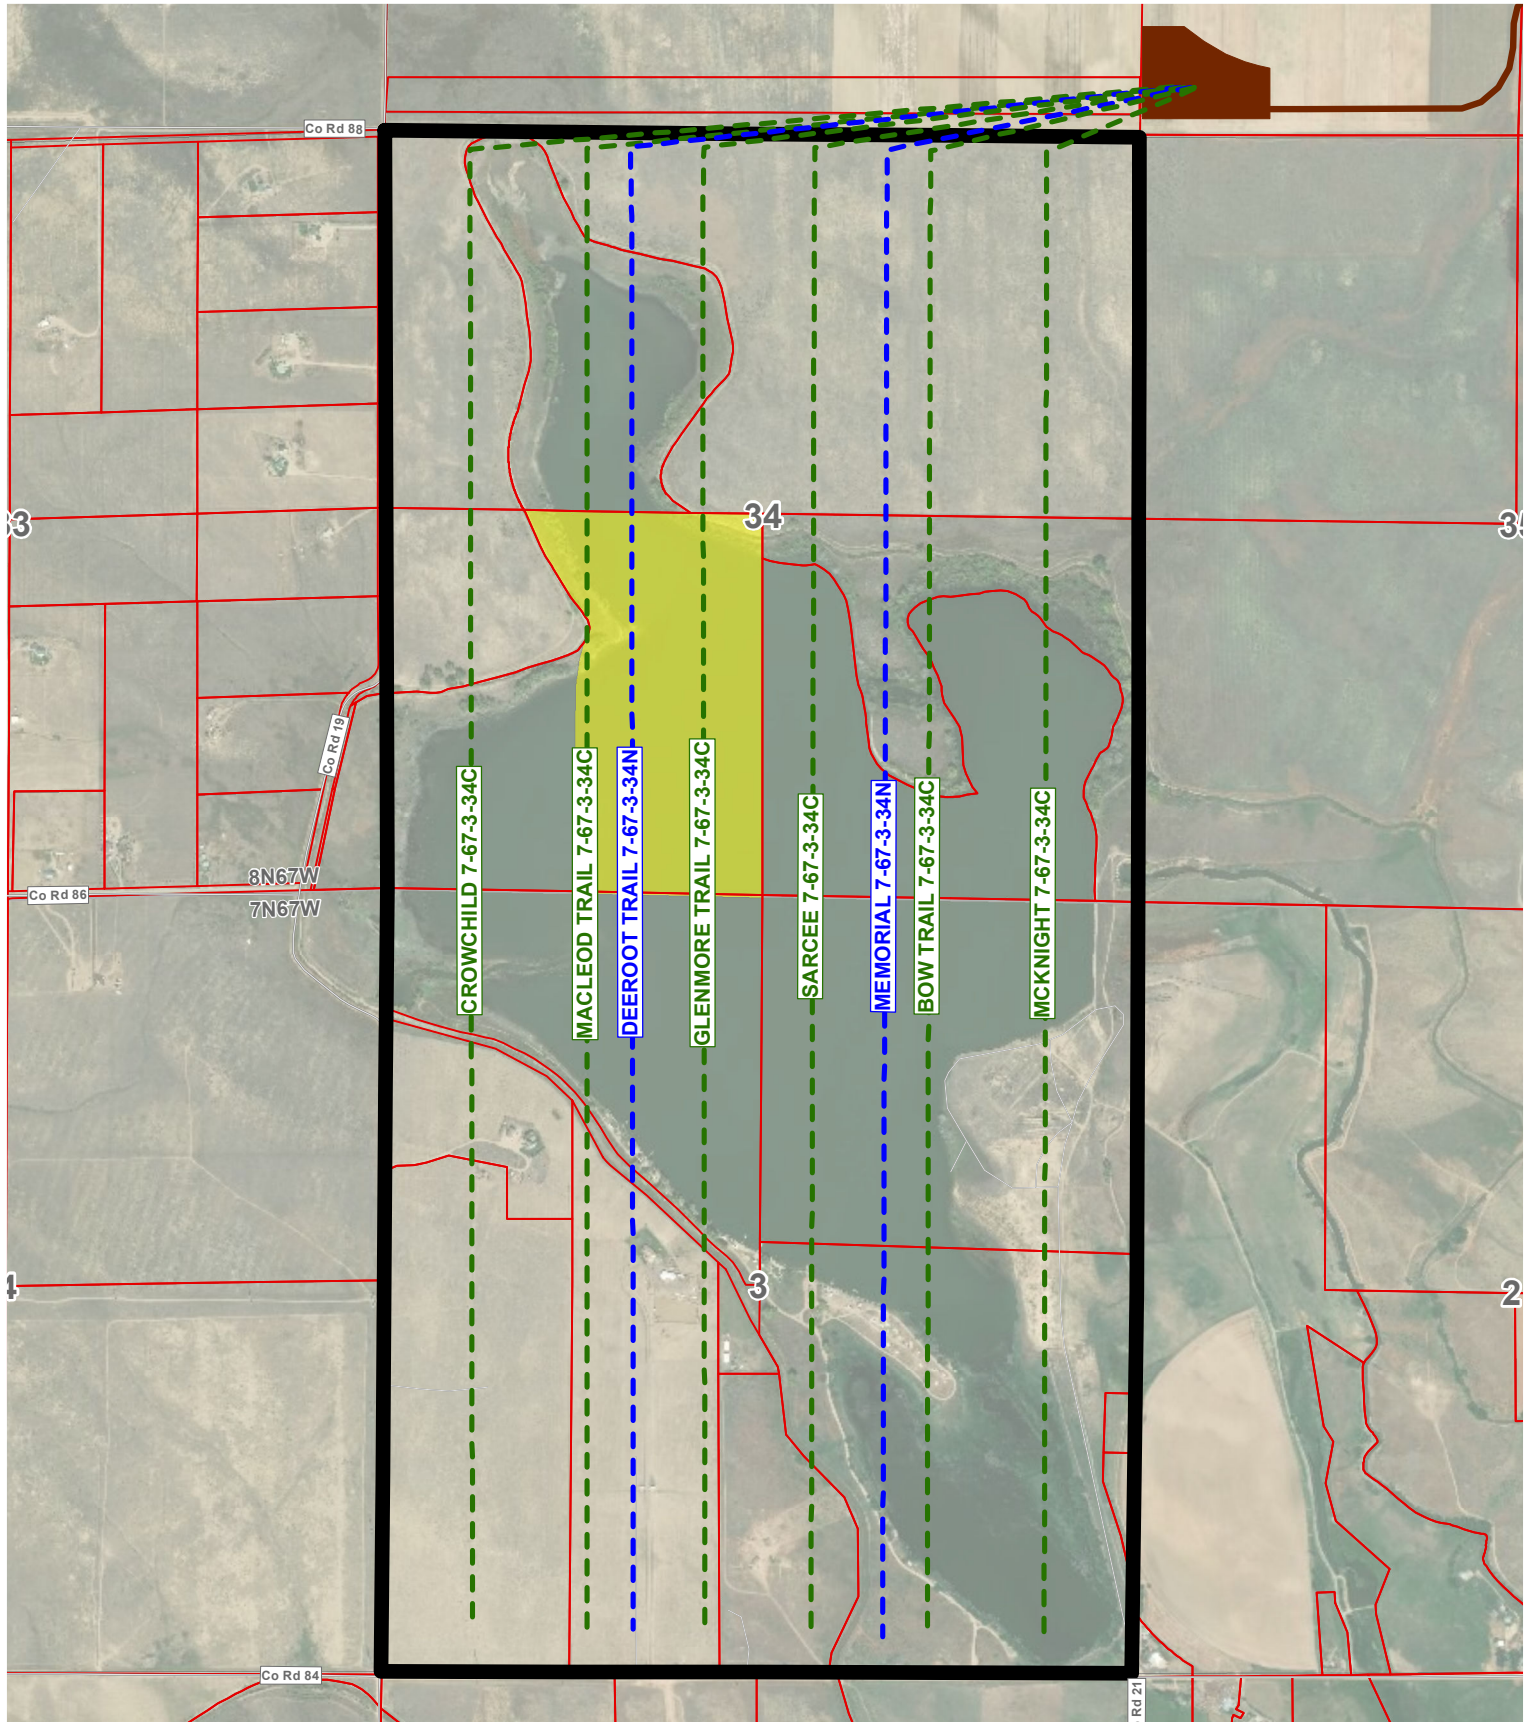 Co Rd 88
33
34
35
Co Rd 19
8N67W
Co Rd 86
7N67W
CROWCHILD 7-67-3-34C
MACLEOD TRAIL 7-67-3-34C
DEEROOT TRAIL 7-67-3-34N
GLENMORE TRAIL 7-67-3-34C
SARCEE 7-67-3-34C
MEMORIAL 7-67-3-34N
BOW TRAIL 7-67-3-34C
MCKNIGHT 7-67-3-34C
4
3
2
Co Rd 84
Rd 21